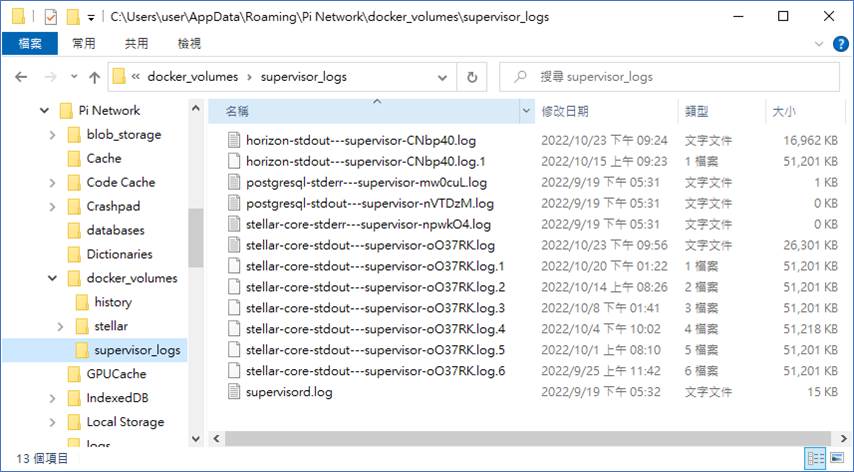 C:\Users\user\AppData\Roaming\Pi Network\docker_volumes\supervisor_logs
檔案 常用 共用 檢視
« docker_volumes › supervisor_logs 搜尋 supervisor_logs
Pi Network
blob_storage
Cache
Code Cache
Crashpad
databases
Dictionaries
docker_volumes
history
stellar
supervisor_logs
GPUCache
IndexedDB
Local Storage
logs
名稱 修改日期 類型 大小
horizon-stdout---supervisor-CNbp40.log 2022/10/23 下午 09:24 文字文件 16,962 KB
horizon-stdout---supervisor-CNbp40.log.1 2022/10/15 上午 09:23 1 檔案 51,201 KB
postgresql-stderr---supervisor-mw0cuL.log 2022/9/19 下午 05:31 文字文件 1 KB
postgresql-stdout---supervisor-nVTDzM.log 2022/9/19 下午 05:31 文字文件 0 KB
stellar-core-stderr---supervisor-npwkO4.log 2022/9/19 下午 05:31 文字文件 0 KB
stellar-core-stdout---supervisor-oO37RK.log 2022/10/23 下午 09:56 文字文件 26,301 KB
stellar-core-stdout---supervisor-oO37RK.log.1 2022/10/20 上午 01:22 1 檔案 51,201 KB
stellar-core-stdout---supervisor-oO37RK.log.2 2022/10/14 上午 08:26 2 檔案 51,201 KB
stellar-core-stdout---supervisor-oO37RK.log.3 2022/10/8 下午 01:41 3 檔案 51,201 KB
stellar-core-stdout---supervisor-oO37RK.log.4 2022/10/4 下午 10:02 4 檔案 51,218 KB
stellar-core-stdout---supervisor-oO37RK.log.5 2022/10/1 上午 08:10 5 檔案 51,201 KB
stellar-core-stdout---supervisor-oO37RK.log.6 2022/9/25 上午 11:42 6 檔案 51,201 KB
supervisord.log 2022/9/19 下午 05:32 文字文件 15 KB
13 個項目